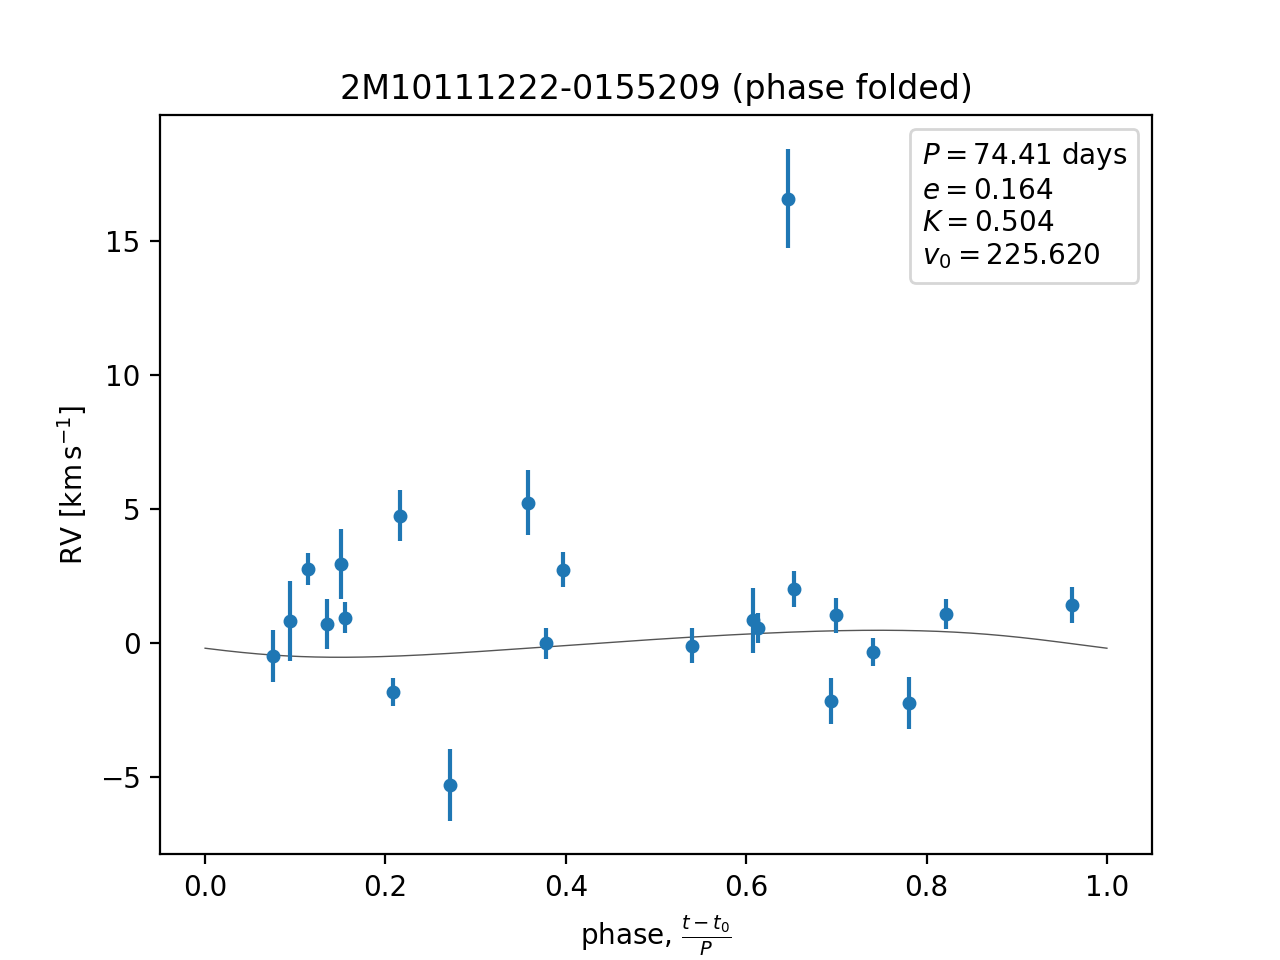 2M10111222-0155209 (phase folded)
P = 74.41 days
e = 0.164
K = 0.504
v₀ = 225.620
15
10
5
0
−5
RV [km s⁻¹]
0.0 0.2 0.4 0.6 0.8 1.0
phase, (t − t₀)/P